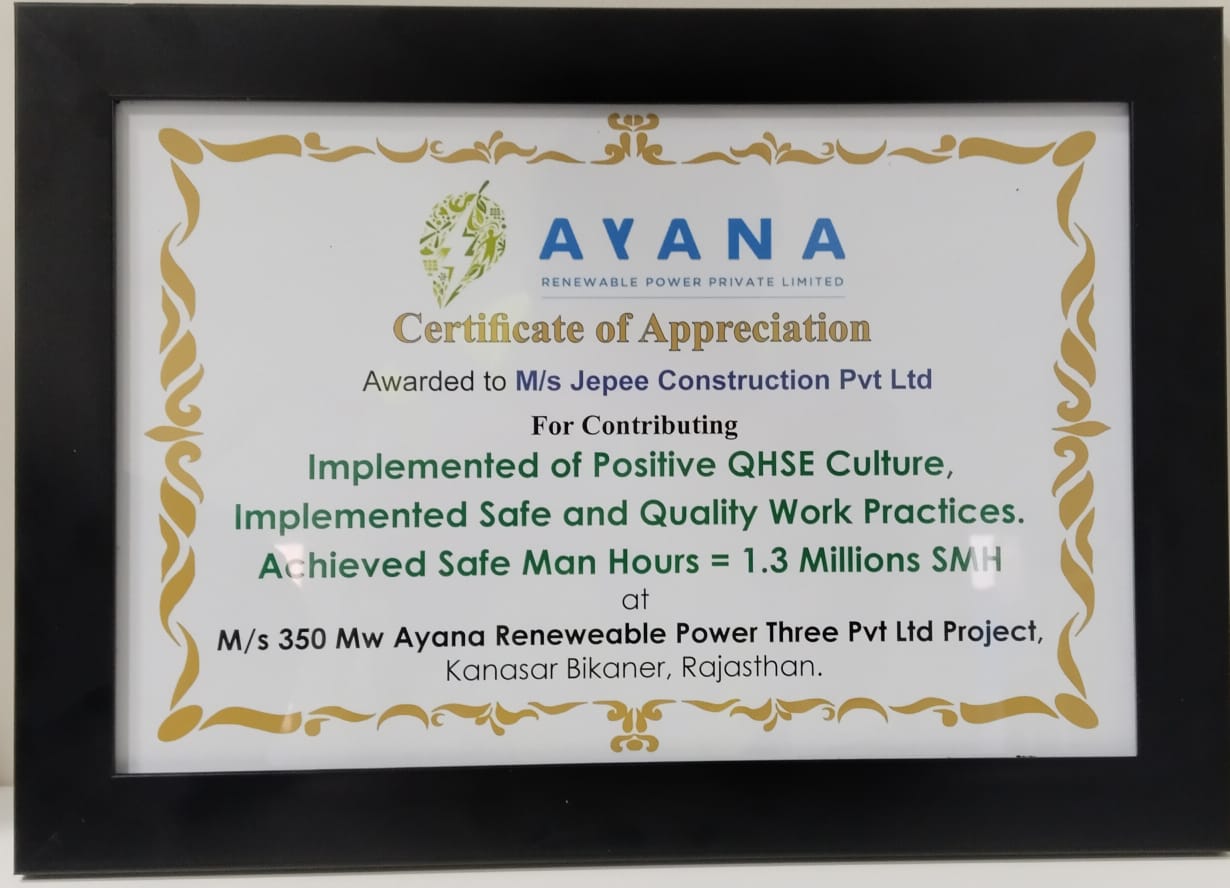 AYANA
RENEWABLE POWER PRIVATE LIMITED
Certificate of Appreciation
Awarded to M/s Jepee Construction Pvt Ltd
For Contributing
Implemented of Positive QHSE Culture,
Implemented Safe and Quality Work Practices.
Achieved Safe Man Hours = 1.3 Millions SMH
at
M/s 350 Mw Ayana Reneweable Power Three Pvt Ltd Project,
Kanasar Bikaner, Rajasthan.